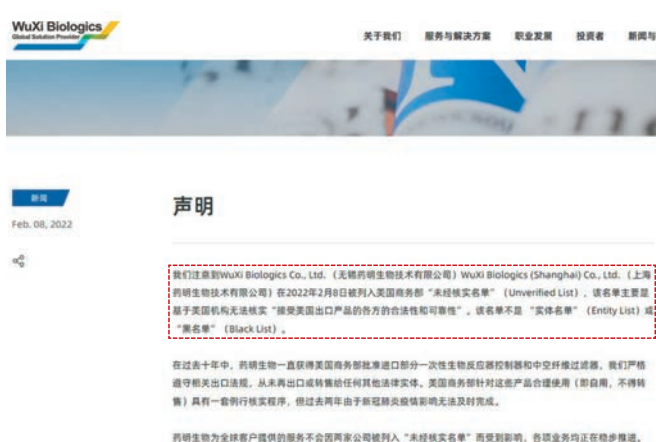 WuXi Biologics
Global Solution Provider
关于我们 服务与解决方案 职业发展 投资者 新闻与
新闻
Feb, 08, 2022
声明
我们注意到WuXi Biologics Co., Ltd.（无锡药明生物技术有限公司）WuXi Biologics (Shanghai) Co., Ltd.（上海
药明生物技术有限公司）在2022年2月8日被列入美国商务部“未经核实名单”（Unverified List），该名单主要是
基于美国机构无法核实“接受美国出口产品的各方的合法性和可靠性”。该名单不是 “实体名单”（Entity List）或
“黑名单”（Black List）。
在过去十年中，药明生物一直获得美国商务部批准进口部分一次性生物反应器控制器和中空纤维过滤器，我们严格
遵守相关出口法规，从未再出口或转售给任何其他法律实体。美国商务部针对这些产品合理使用（即自用，不得转
售）具有一套例行核实程序，但过去两年由于新冠肺炎疫情影响无法及时完成。
药明生物为全球客户提供的服务不会因两家公司被列入“未经核实名单”而受到影响，各项业务均正在稳步推进。